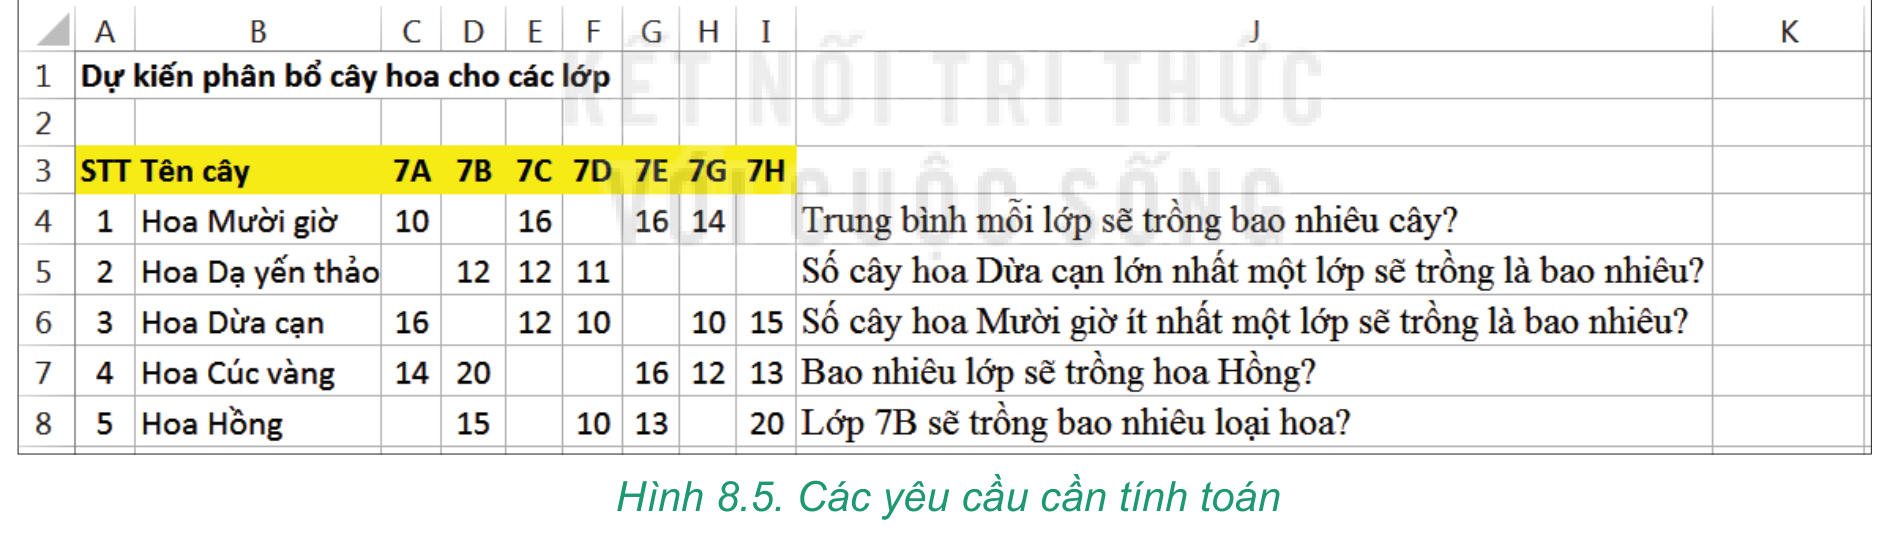 A B C D E F G H I J K
1 Dự kiến phân bổ cây hoa cho các lớp
2
3 STT Tên cây 7A 7B 7C 7D 7E 7G 7H
4 1 Hoa Mười giờ 10 16 16 14 Trung bình mỗi lớp sẽ trồng bao nhiêu cây?
5 2 Hoa Dạ yến thảo 12 12 11 Số cây hoa Dừa cạn lớn nhất một lớp sẽ trồng là bao nhiêu?
6 3 Hoa Dừa cạn 16 12 10 10 15 Số cây hoa Mười giờ ít nhất một lớp sẽ trồng là bao nhiêu?
7 4 Hoa Cúc vàng 14 20 16 12 13 Bao nhiêu lớp sẽ trồng hoa Hồng?
8 5 Hoa Hồng 15 10 13 20 Lớp 7B sẽ trồng bao nhiêu loại hoa?
KẾT NỐI TRI THỨC
VỚI CUỘC SỐNG
Hình 8.5. Các yêu cầu cần tính toán